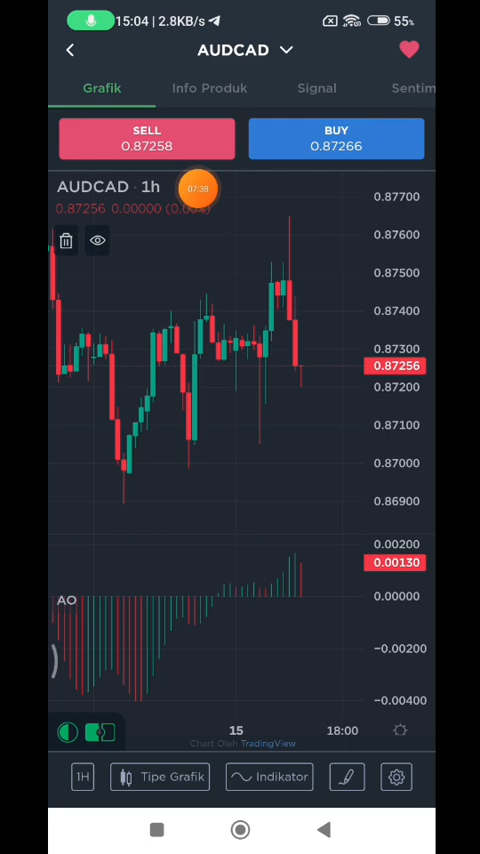 15:04 | 2.8KB/s
55%
AUDCAD
Grafik Info Produk Signal Sentim
SELL
0.87258
BUY
0.87266
AUDCAD · 1h
07:38
0.87256 0.00000 (0.00%)
0.87700
0.87600
0.87500
0.87400
0.87300
0.87256
0.87200
0.87100
0.87000
0.86900
0.00200
0.00130
AO
0.00000
−0.00200
−0.00400
15 18:00
Chart Oleh TradingView
1H Tipe Grafik Indikator